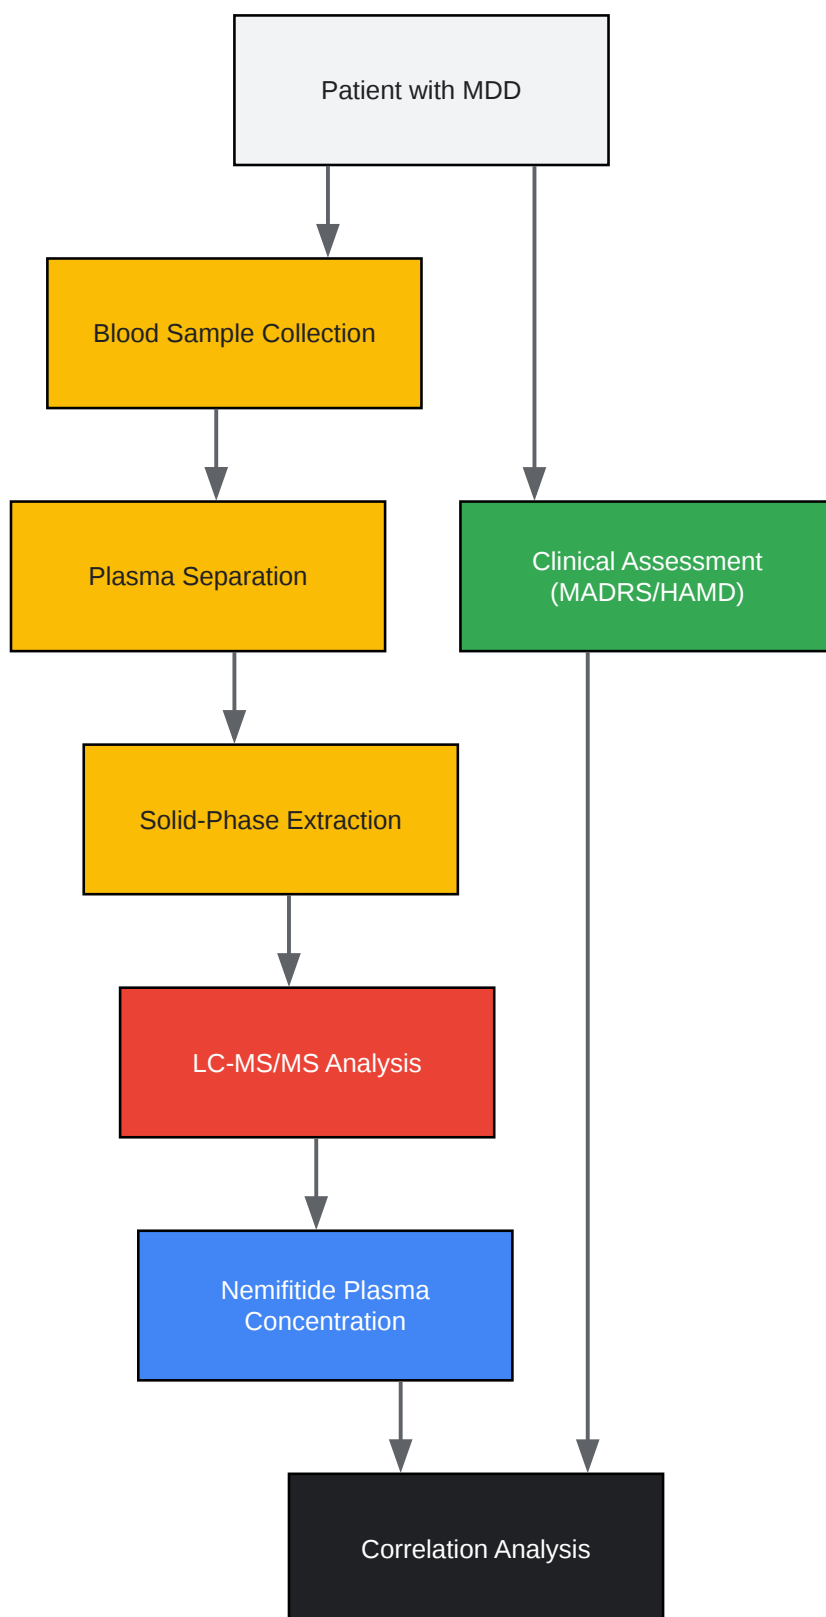 Patient with MDD
Blood Sample Collection
Plasma Separation
Clinical Assessment
(MADRS/HAMD)
Solid-Phase Extraction
LC-MS/MS Analysis
Nemifitide Plasma
Concentration
Correlation Analysis